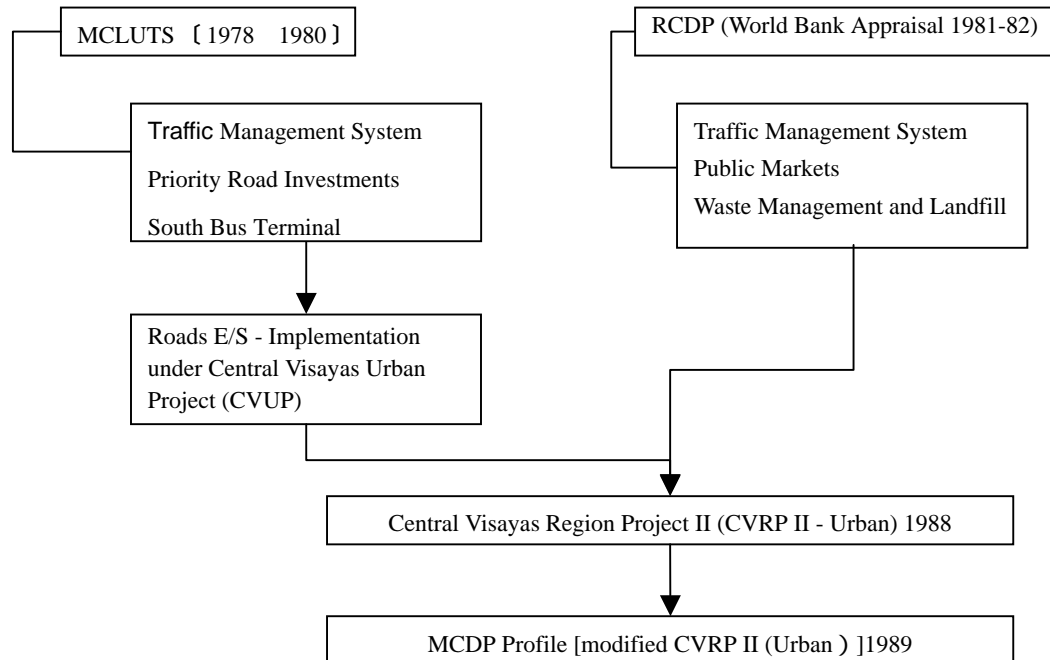 MCLUTS 〔 1978 1980 〕
RCDP (World Bank Appraisal 1981-82)
Traffic Management System
Priority Road Investments
South Bus Terminal
Traffic Management System
Public Markets
Waste Management and Landfill
Roads E/S - Implementation
under Central Visayas Urban
Project (CVUP)
Central Visayas Region Project II (CVRP II - Urban) 1988
MCDP Profile [modified CVRP II (Urban ) ]1989